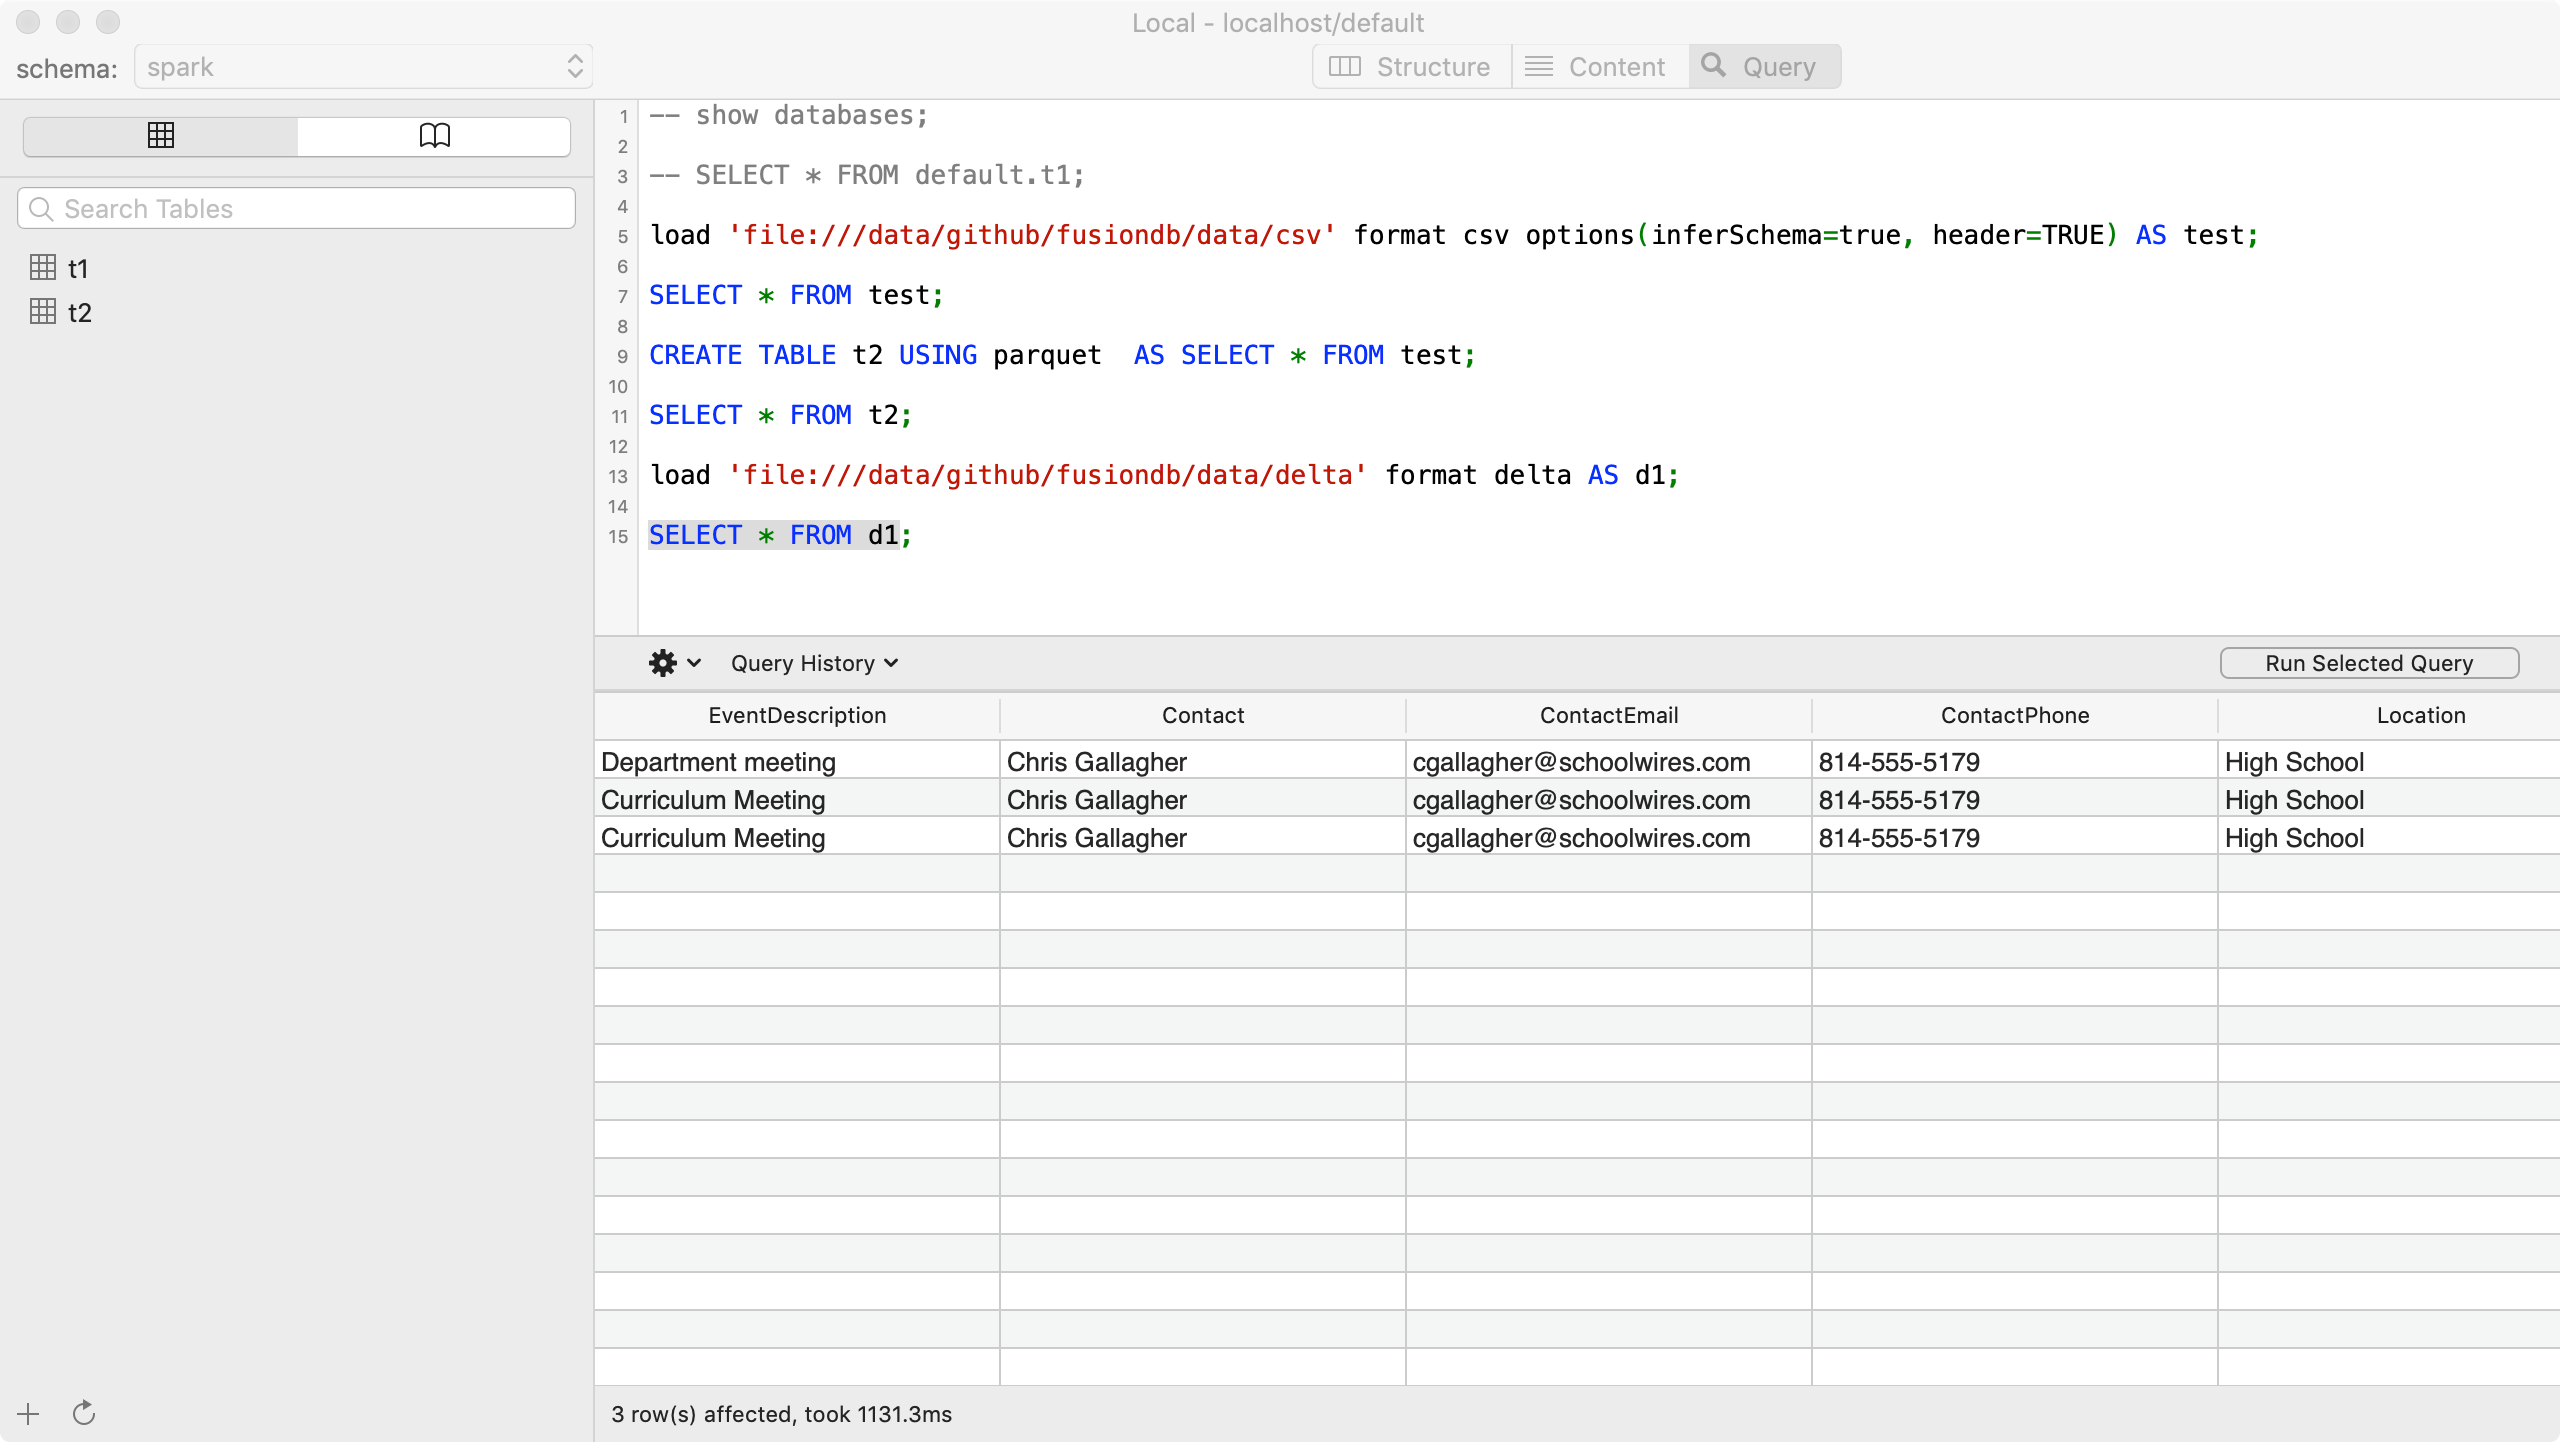 Local - localhost/default
schema: spark
Structure Content Query
Search Tables
t1
t2
1 -- show databases;
2
3 -- SELECT * FROM default.t1;
4
5 load 'file:///data/github/fusiondb/data/csv' format csv options(inferSchema=true, header=TRUE) AS test;
6
7 SELECT * FROM test;
8
9 CREATE TABLE t2 USING parquet  AS SELECT * FROM test;
10
11 SELECT * FROM t2;
12
13 load 'file:///data/github/fusiondb/data/delta' format delta AS d1;
14
15 SELECT * FROM d1;
Query History Run Selected Query
EventDescription Contact ContactEmail ContactPhone Location
Department meeting Chris Gallagher cgallagher@schoolwires.com 814-555-5179 High School
Curriculum Meeting Chris Gallagher cgallagher@schoolwires.com 814-555-5179 High School
Curriculum Meeting Chris Gallagher cgallagher@schoolwires.com 814-555-5179 High School
3 row(s) affected, took 1131.3ms